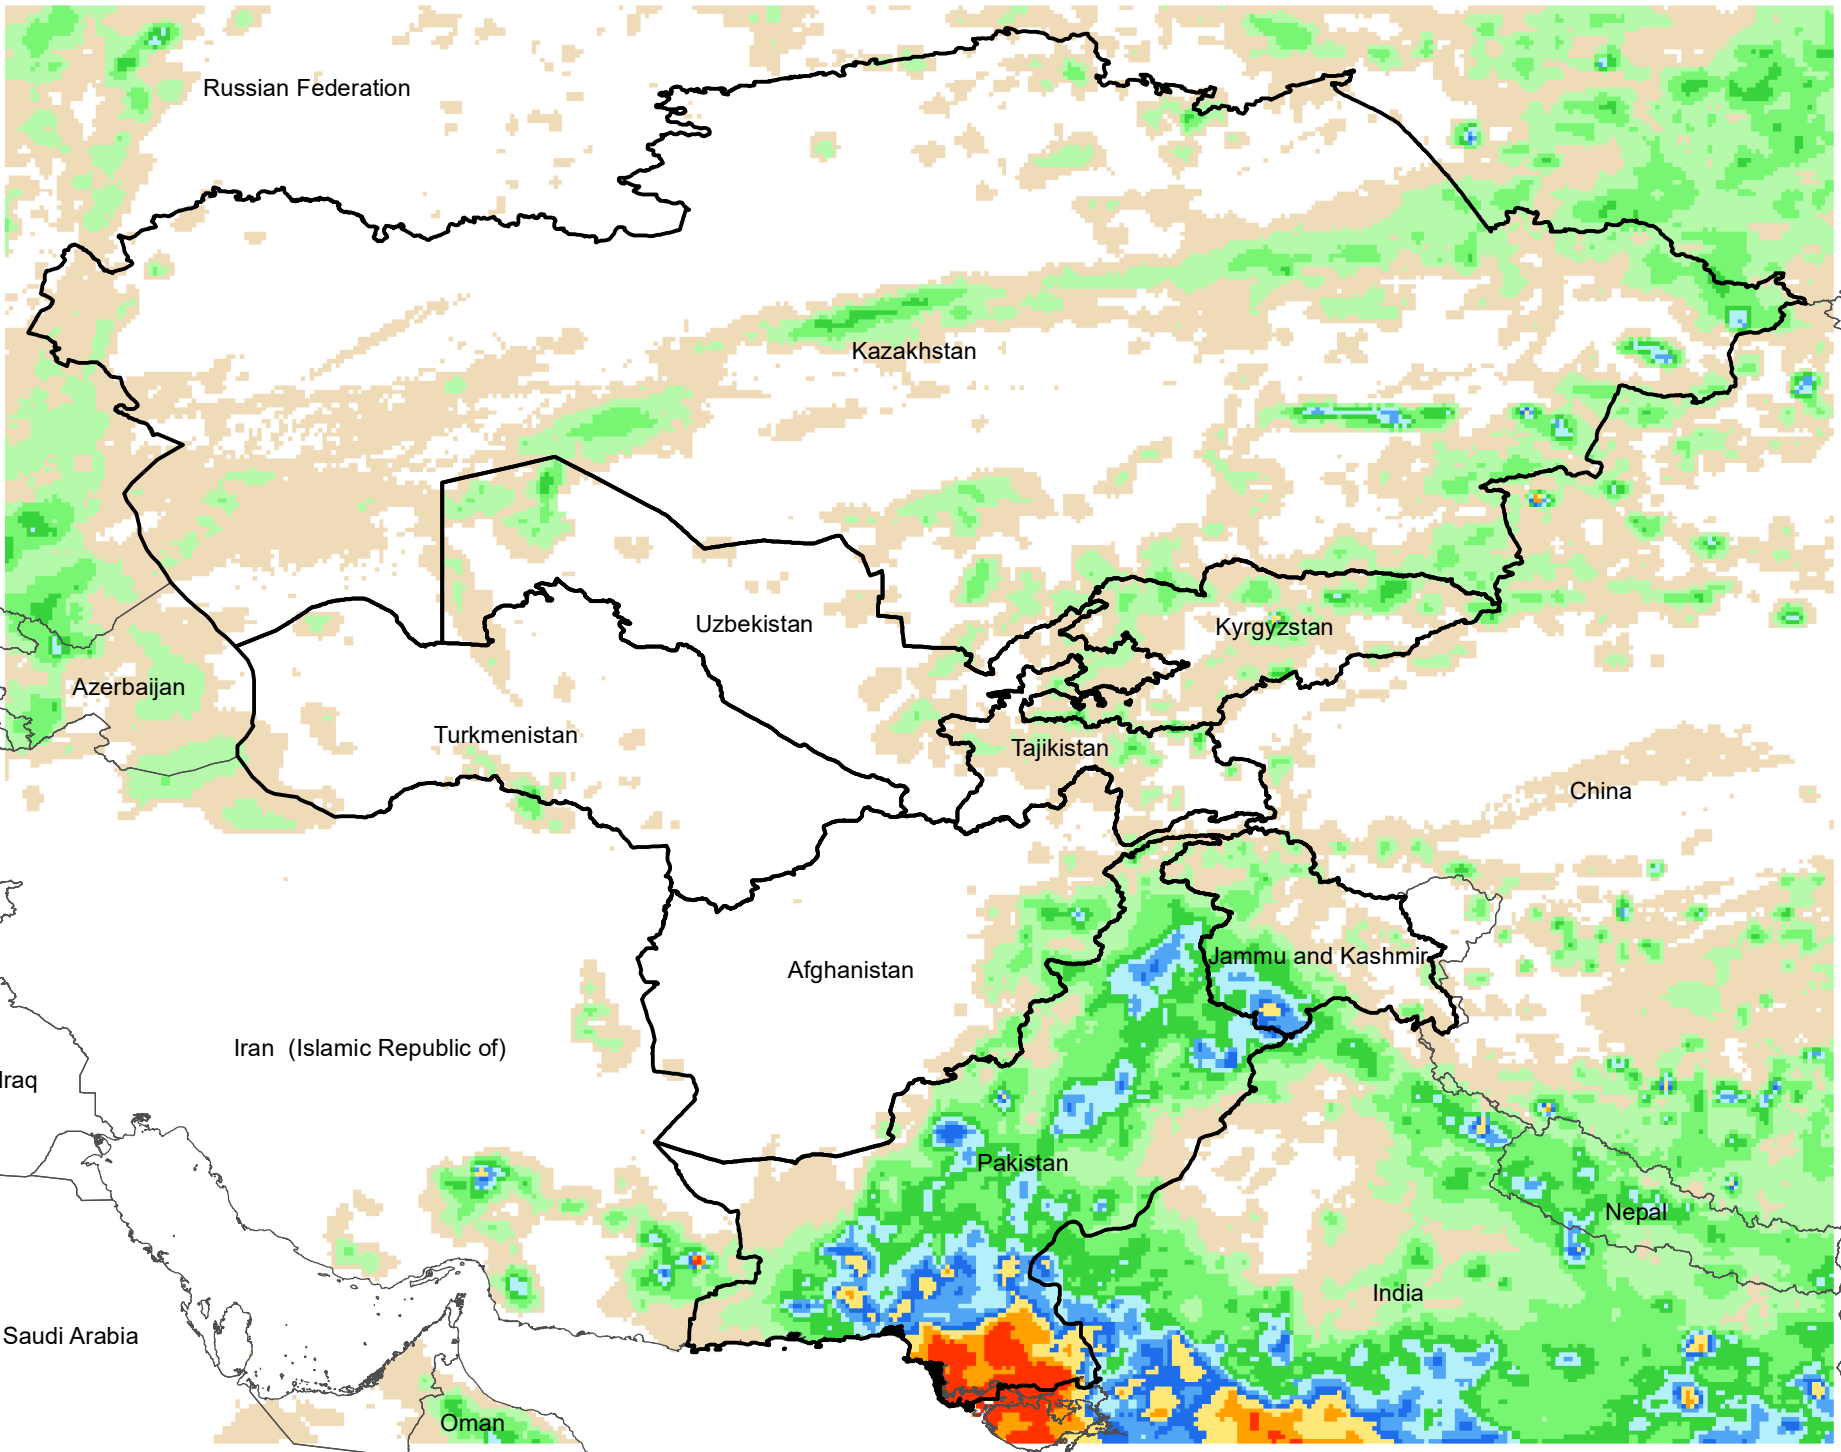 Russian Federation
Kazakhstan
Uzbekistan
Kyrgyzstan
Azerbaijan
Turkmenistan
Tajikistan
China
Jammu and Kashmir
Afghanistan
Iran  (Islamic Republic of)
Iraq
Pakistan
Nepal
India
Saudi Arabia
Oman